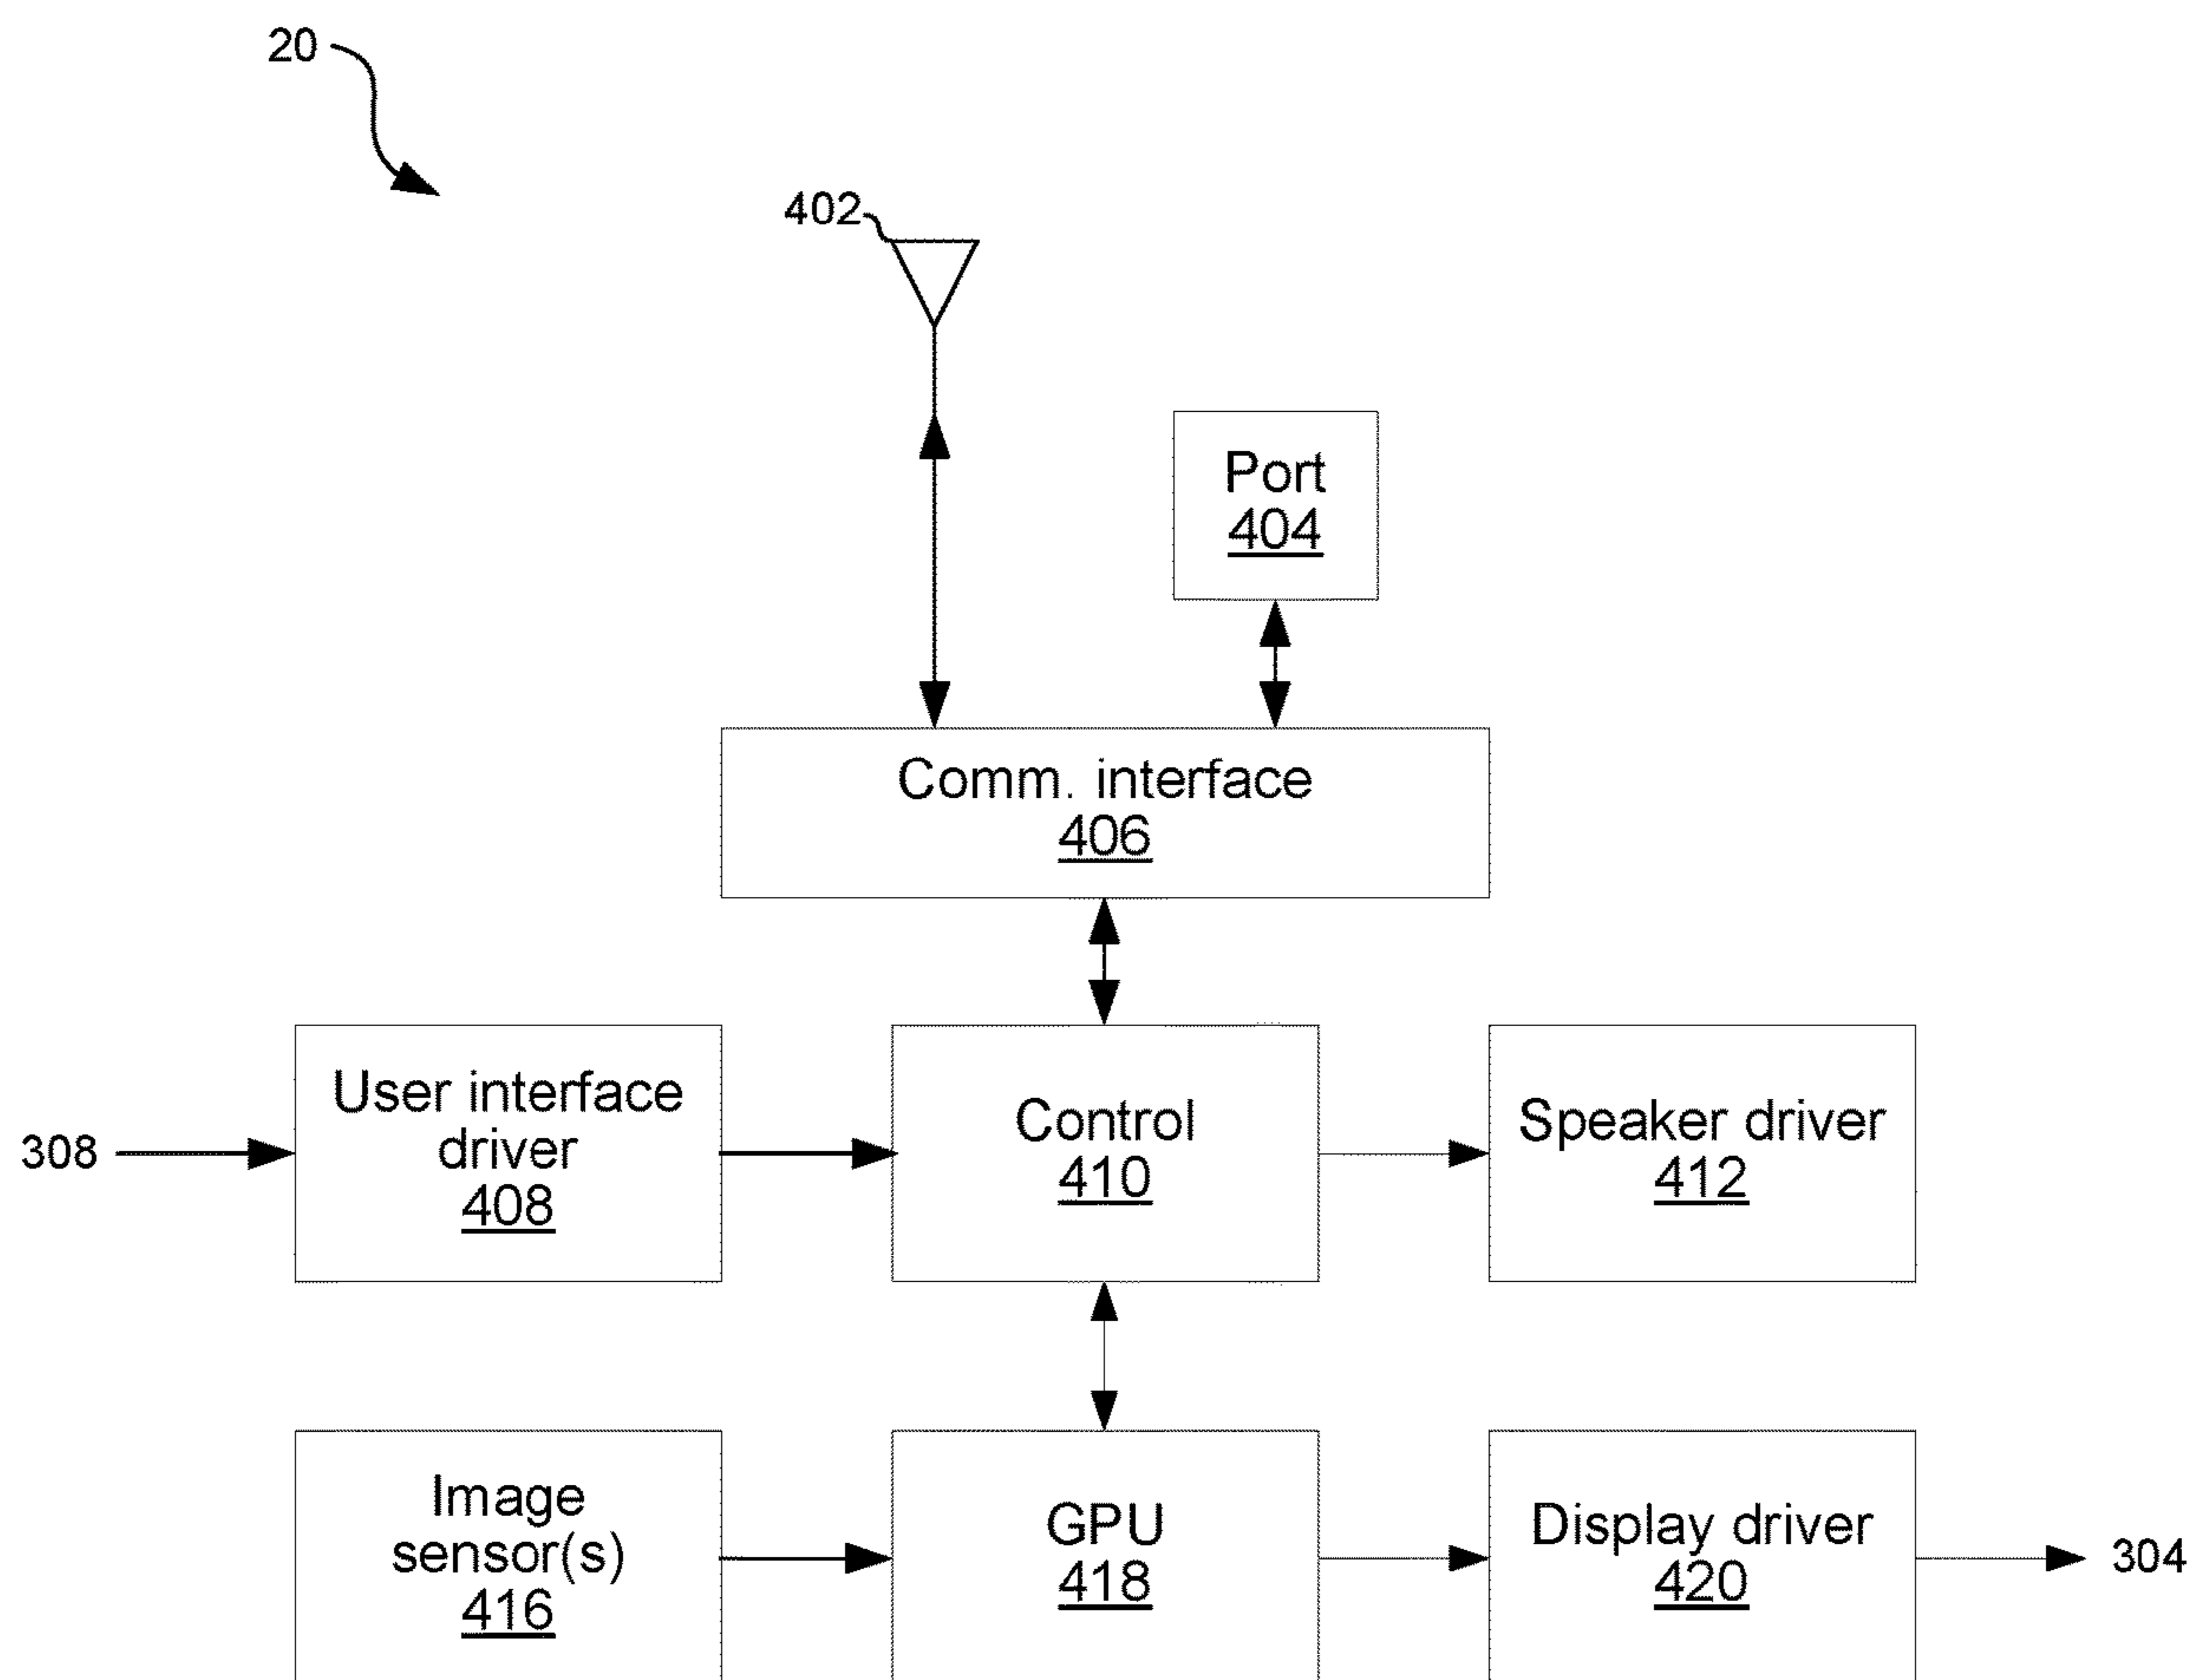 20
402
Port
404
Comm. interface
406
308
User interface
driver
408
Control
410
Speaker driver
412
Image
sensor(s)
416
GPU
418
Display driver
420
304